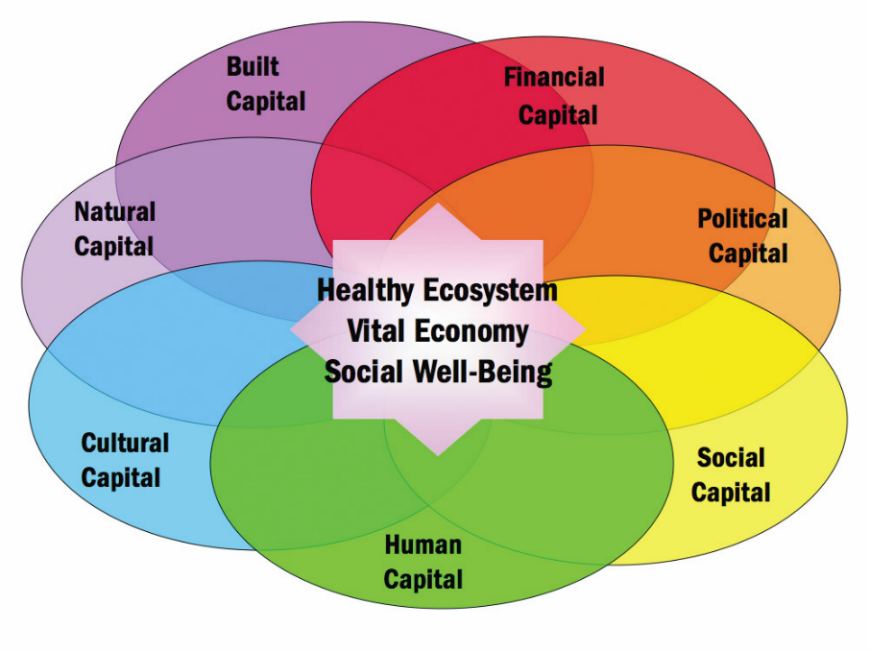 Built
Capital
Financial
Capital
Natural
Capital
Political
Capital
Healthy Ecosystem
Vital Economy
Social Well-Being
Cultural
Capital
Social
Capital
Human
Capital